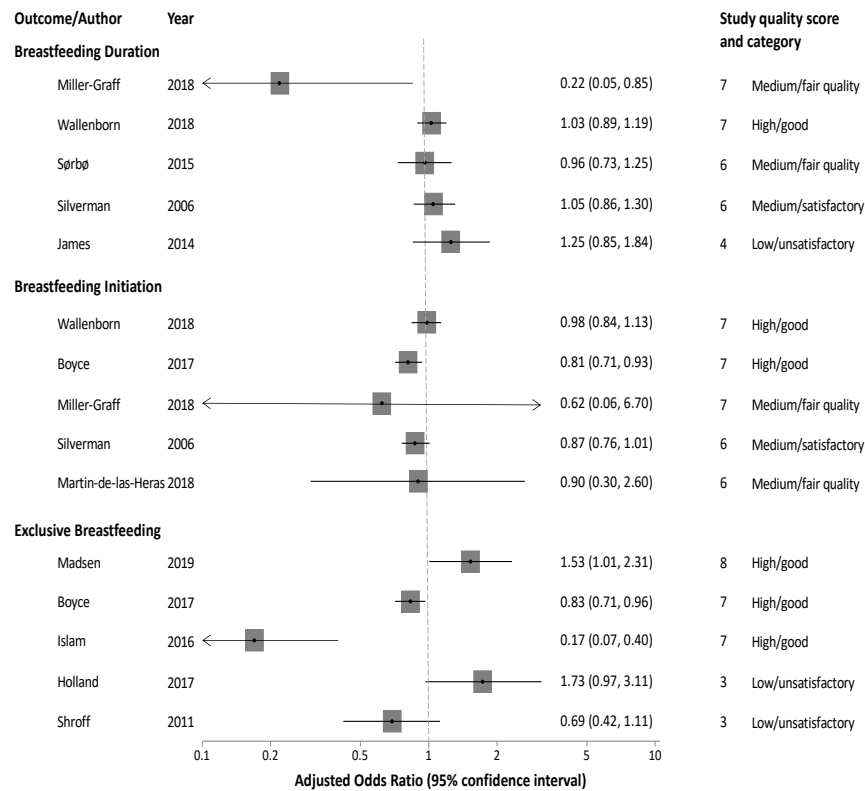 Outcome/Author Year Study quality score
and category
Breastfeeding Duration
Miller-Graff 2018 0.22 (0.05, 0.85) 7 Medium/fair quality
Wallenborn 2018 1.03 (0.89, 1.19) 7 High/good
Sørbø 2015 0.96 (0.73, 1.25) 6 Medium/fair quality
Silverman 2006 1.05 (0.86, 1.30) 6 Medium/satisfactory
James 2014 1.25 (0.85, 1.84) 4 Low/unsatisfactory
Breastfeeding Initiation
Wallenborn 2018 0.98 (0.84, 1.13) 7 High/good
Boyce 2017 0.81 (0.71, 0.93) 7 High/good
Miller-Graff 2018 0.62 (0.06, 6.70) 7 Medium/fair quality
Silverman 2006 0.87 (0.76, 1.01) 6 Medium/satisfactory
Martin-de-las-Heras 2018 0.90 (0.30, 2.60) 6 Medium/fair quality
Exclusive Breastfeeding
Madsen 2019 1.53 (1.01, 2.31) 8 High/good
Boyce 2017 0.83 (0.71, 0.96) 7 High/good
Islam 2016 0.17 (0.07, 0.40) 7 High/good
Holland 2017 1.73 (0.97, 3.11) 3 Low/unsatisfactory
Shroff 2011 0.69 (0.42, 1.11) 3 Low/unsatisfactory
0.1 0.2 1 2 10
Adjusted Odds Ratio (95% confidence interval)